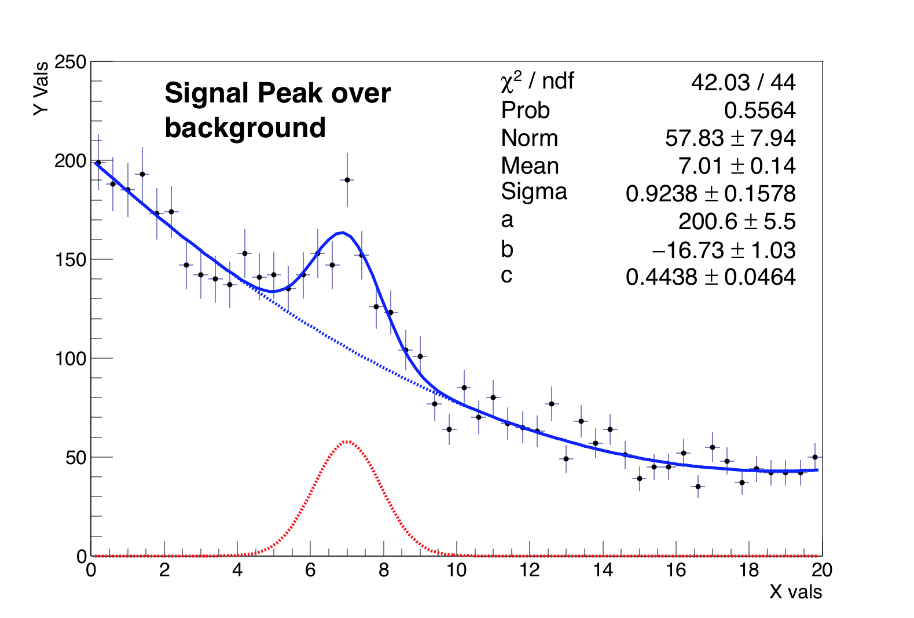 Signal Peak over
background
χ² / ndf 42.03 / 44
Prob 0.5564
Norm 57.83 ± 7.94
Mean 7.01 ± 0.14
Sigma 0.9238 ± 0.1578
a 200.6 ± 5.5
b −16.73 ± 1.03
c 0.4438 ± 0.0464
Y Vals
250
200
150
100
50
0
0 2 4 6 8 10 12 14 16 18 20
X vals